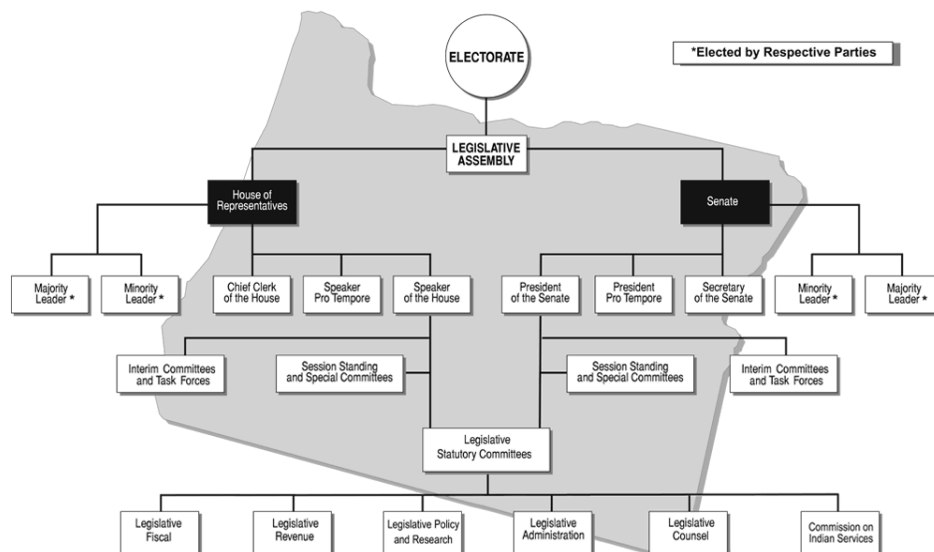 ELECTORATE
*Elected by Respective Parties
LEGISLATIVE
ASSEMBLY
House of
Representatives
Senate
Majority
Leader *
Minority
Leader *
Chief Clerk
of the House
Speaker
Pro Tempore
Speaker
of the House
President
of the Senate
President
Pro Tempore
Secretary
of the Senate
Minority
Leader *
Majority
Leader *
Interim Committees
and Task Forces
Session Standing
and Special Committees
Session Standing
and Special Committees
Interim Committees
and Task Forces
Legislative
Statutory Committees
Legislative
Fiscal
Legislative
Revenue
Legislative Policy
and Research
Legislative
Administration
Legislative
Counsel
Commission on
Indian Services